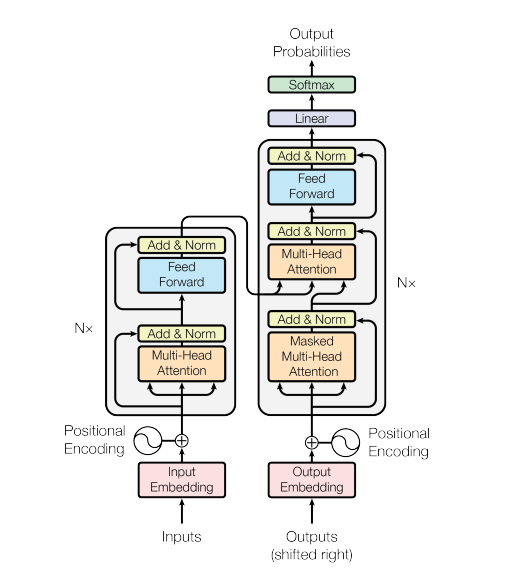 Output
Probabilities
Softmax
Linear
Add & Norm
Feed
Forward
Add & Norm
Multi-Head
Attention
Add & Norm
Masked
Multi-Head
Attention
Nx
Positional
Encoding
Output
Embedding
Outputs
(shifted right)
Add & Norm
Feed
Forward
Add & Norm
Multi-Head
Attention
Nx
Positional
Encoding
Input
Embedding
Inputs